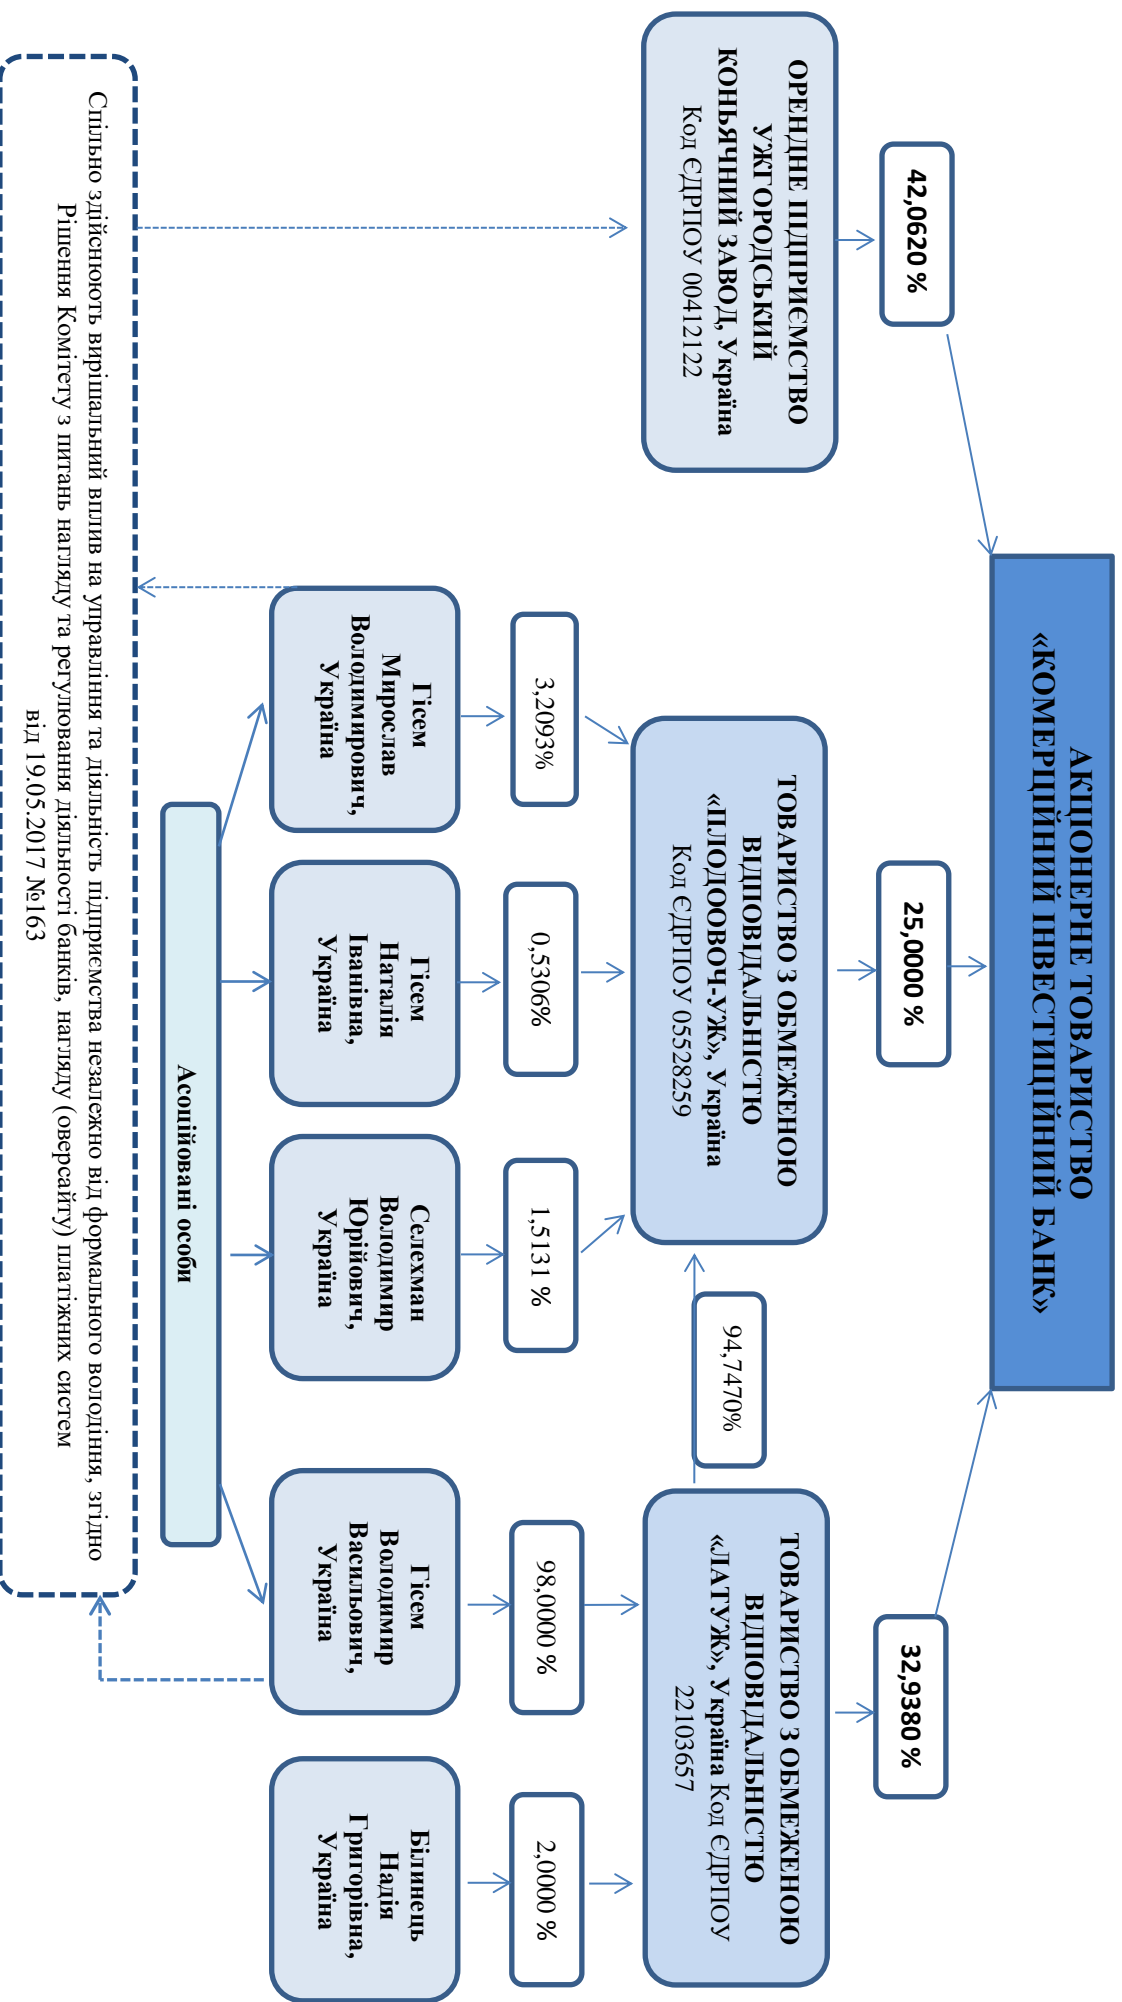 АКЦІОНЕРНЕ ТОВАРИСТВО
«КОМЕРЦІЙНИЙ ІНВЕСТИЦІЙНИЙ БАНК»
42,0620 %
25,0000 %
32,9380 %
ОРЕНДНЕ ПІДПРИЄМСТВО
УЖГОРОДСЬКИЙ
КОНЬЯЧНИЙ ЗАВОД, Україна
Код ЄДРПОУ 00412122
ТОВАРИСТВО З ОБМЕЖЕНОЮ
ВІДПОВІДАЛЬНІСТЮ
«ПЛОДООВОЧ-УЖ», Україна
Код ЄДРПОУ 05528259
94,7470%
ТОВАРИСТВО З ОБМЕЖЕНОЮ
ВІДПОВІДАЛЬНІСТЮ
«ЛАТУЖ», Україна Код ЄДРПОУ
22103657
3,2093%
0,5306%
1,5131 %
98,0000 %
2,0000 %
Гісем
Мирослав
Володимирович,
Україна
Гісем
Наталія
Іванівна,
Україна
Селехман
Володимир
Юрійович,
Україна
Гісем
Володимир
Васильович,
Україна
Білинець
Надія
Григорівна,
Україна
Асоційовані особи
Спільно здійснюють вирішальний вплив на управління та діяльність підприємства незалежно від формального володіння, згідно
Рішення Комітету з питань нагляду та регулювання діяльності банків, нагляду (оверсайту) платіжних систем
від 19.05.2017 №163